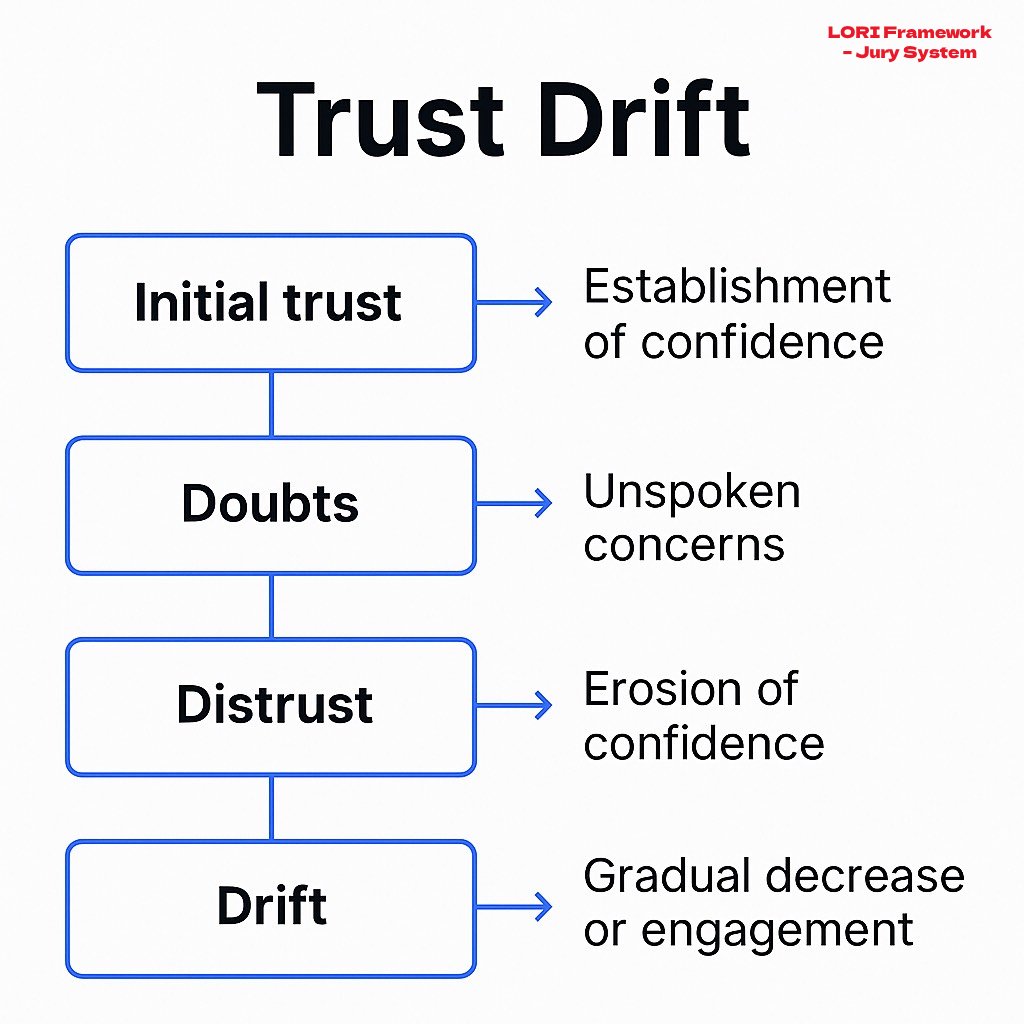 LORI Framework
– Jury System
Trust Drift
Initial trust
Establishment
of confidence
Doubts
Unspoken
concerns
Distrust
Erosion of
confidence
Drift
Gradual decrease
or engagement